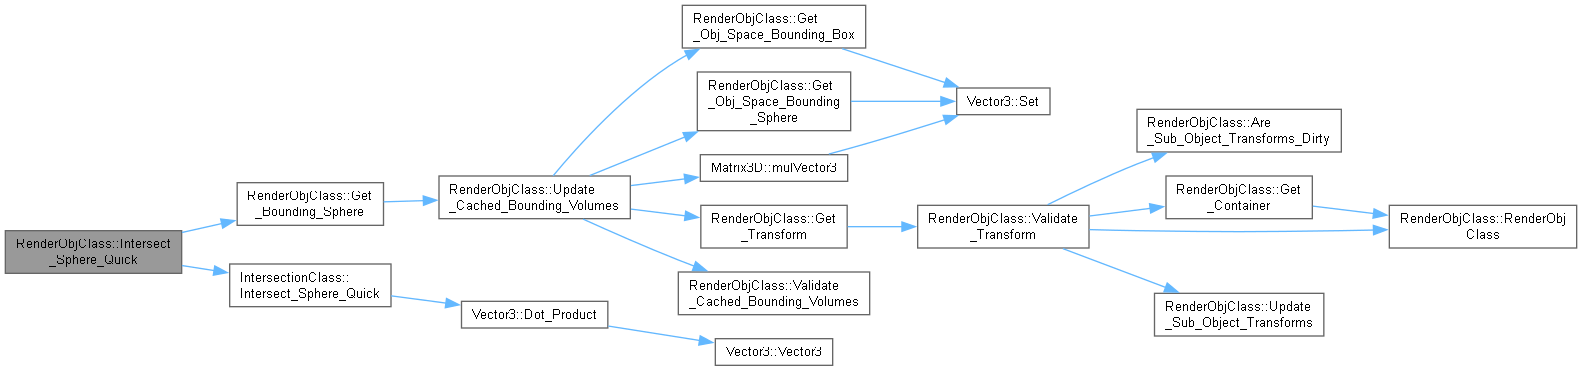 RenderObjClass::Intersect
_Sphere_Quick
RenderObjClass::Get
_Bounding_Sphere
IntersectionClass::
Intersect_Sphere_Quick
RenderObjClass::Update
_Cached_Bounding_Volumes
Vector3::Dot_Product
RenderObjClass::Get
_Obj_Space_Bounding_Box
RenderObjClass::Get
_Obj_Space_Bounding
_Sphere
Matrix3D::mulVector3
RenderObjClass::Get
_Transform
RenderObjClass::Validate
_Cached_Bounding_Volumes
Vector3::Vector3
Vector3::Set
RenderObjClass::Validate
_Transform
RenderObjClass::Are
_Sub_Object_Transforms_Dirty
RenderObjClass::Get
_Container
RenderObjClass::Update
_Sub_Object_Transforms
RenderObjClass::RenderObj
Class